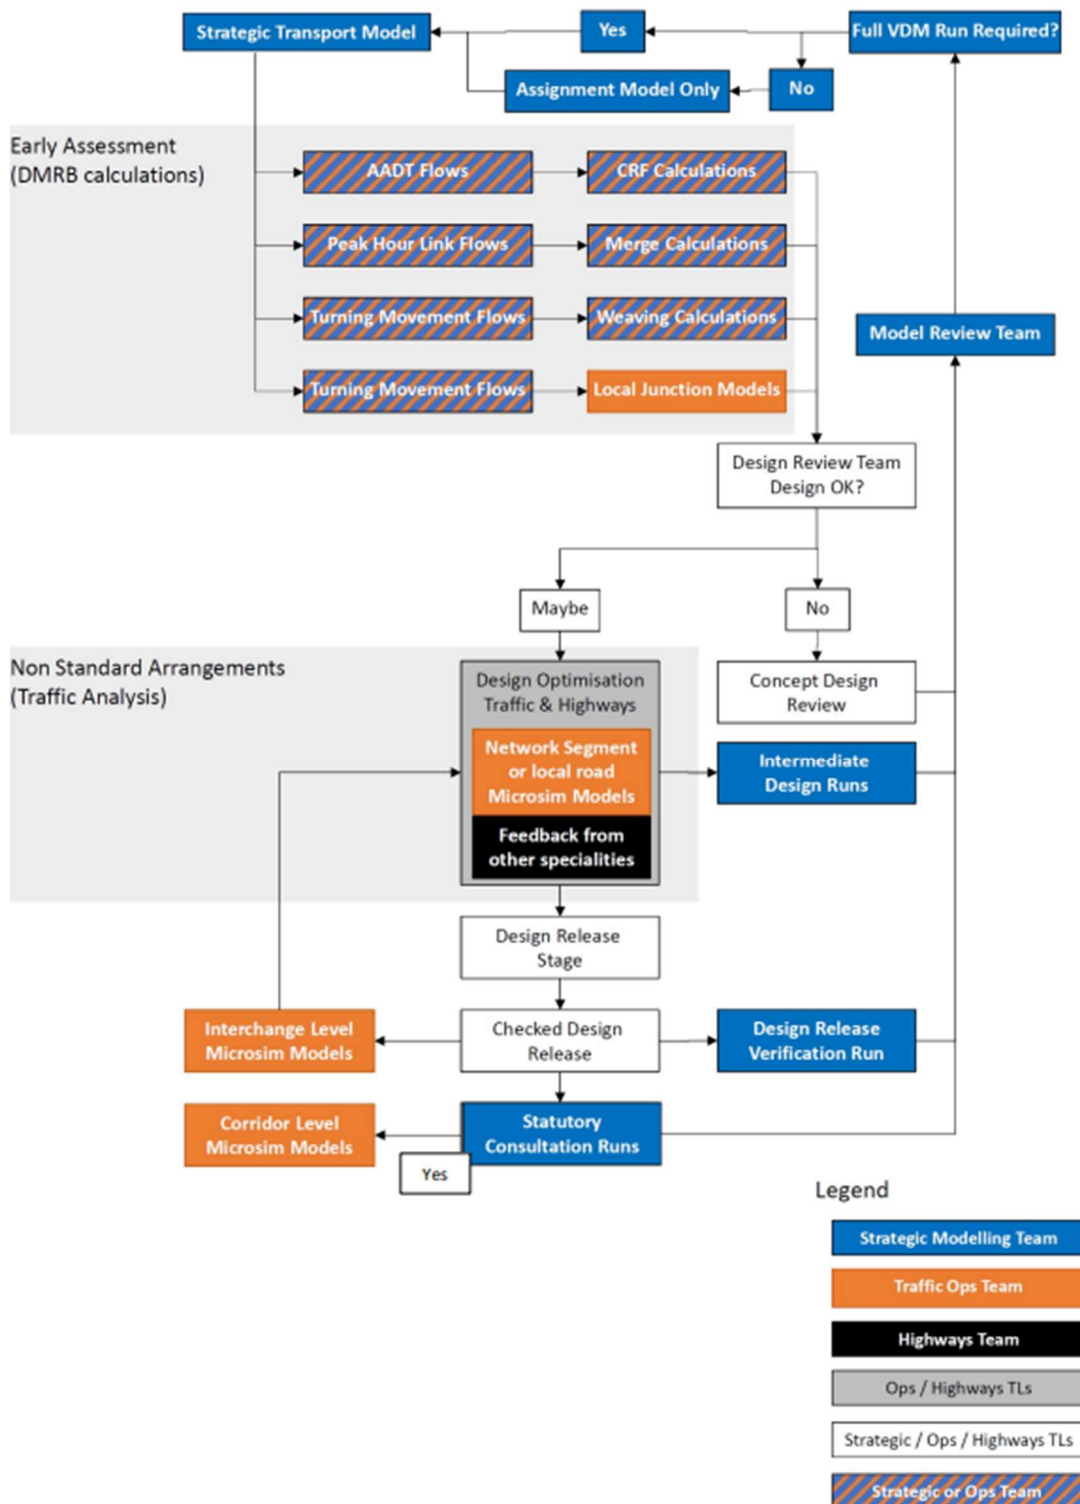 Strategic Transport Model
Yes
Full VDM Run Required?
Assignment Model Only
No
Early Assessment
(DMRB calculations)
AADT Flows
CRF Calculations
Peak Hour Link Flows
Merge Calculations
Turning Movement Flows
Weaving Calculations
Turning Movement Flows
Local Junction Models
Model Review Team
Design Review Team
Design OK?
Maybe
No
Non Standard Arrangements
(Traffic Analysis)
Design Optimisation
Traffic & Highways
Network Segment
or local road
Microsim Models
Feedback from
other specialities
Concept Design
Review
Intermediate
Design Runs
Design Release
Stage
Interchange Level
Microsim Models
Checked Design
Release
Design Release
Verification Run
Corridor Level
Microsim Models
Statutory
Consultation Runs
Yes
Legend
Strategic Modelling Team
Traffic Ops Team
Highways Team
Ops / Highways TLs
Strategic / Ops / Highways TLs
Strategic or Ops Team